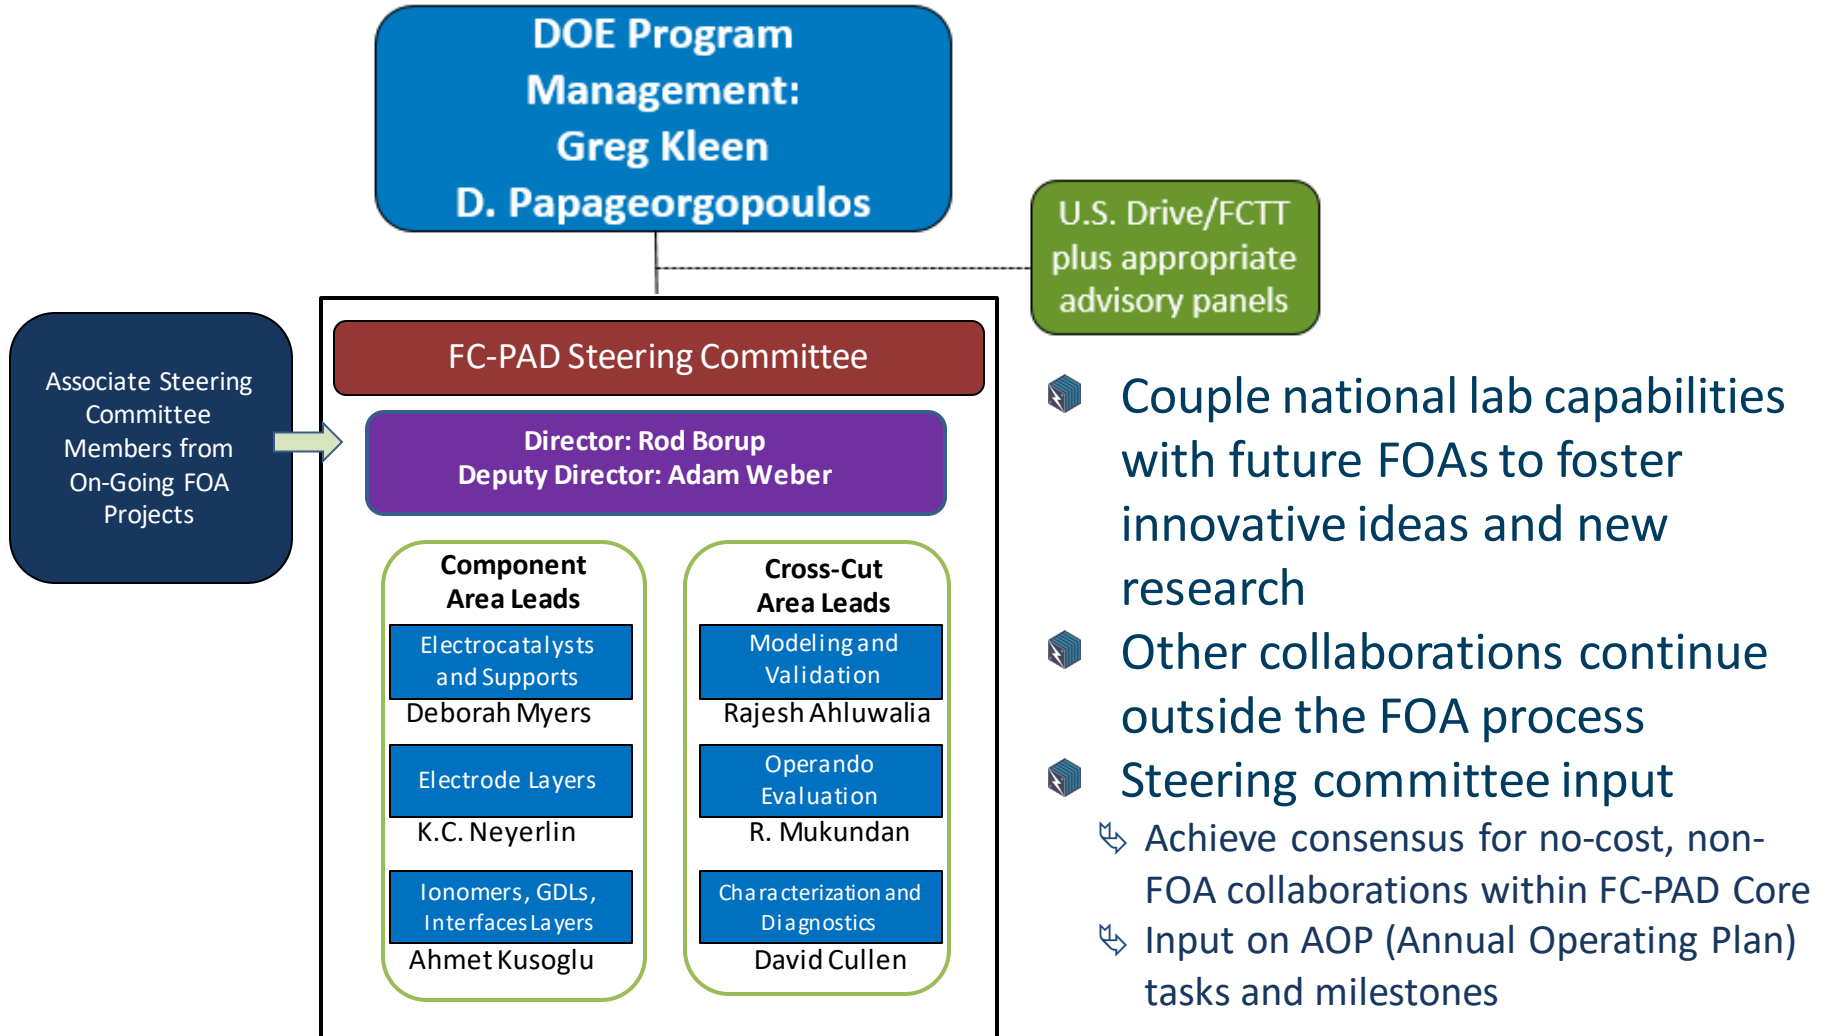 DOE Program
Management:
Greg Kleen
D. Papageorgopoulos
U.S. Drive/FCTT
plus appropriate
advisory panels
Associate Steering
Committee
Members from
On-Going FOA
Projects
FC-PAD Steering Committee
Director: Rod Borup
Deputy Director: Adam Weber
Component
Area Leads
Electrocatalysts
and Supports
Deborah Myers
Electrode Layers
K.C. Neyerlin
Ionomers, GDLs,
Interfaces Layers
Ahmet Kusoglu
Cross-Cut
Area Leads
Modeling and
Validation
Rajesh Ahluwalia
Operando
Evaluation
R. Mukundan
Characterization and
Diagnostics
David Cullen
Couple national lab capabilities
with future FOAs to foster
innovative ideas and new
research
Other collaborations continue
outside the FOA process
Steering committee input
Achieve consensus for no-cost, non-
FOA collaborations within FC-PAD Core
Input on AOP (Annual Operating Plan)
tasks and milestones